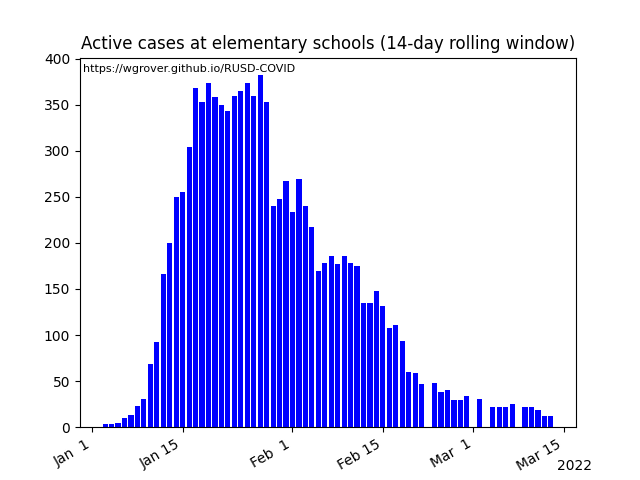 Active cases at elementary schools (14-day rolling window)
https://wgrover.github.io/RUSD-COVID
400
350
300
250
200
150
100
50
0
Jan 1
Jan 15
Feb 1
Feb 15
Mar 1
Mar 15
2022